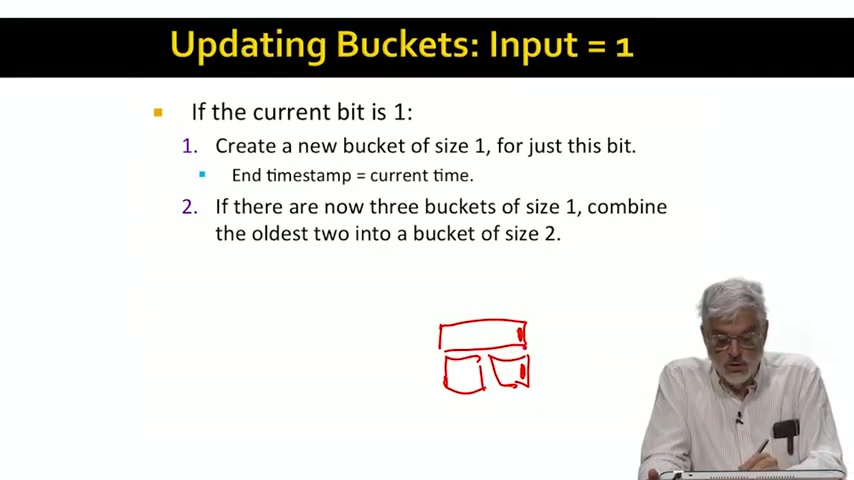 Updating Buckets: Input = 1
If the current bit is 1:
1. Create a new bucket of size 1, for just this bit.
End timestamp = current time.
2. If there are now three buckets of size 1, combine
the oldest two into a bucket of size 2.